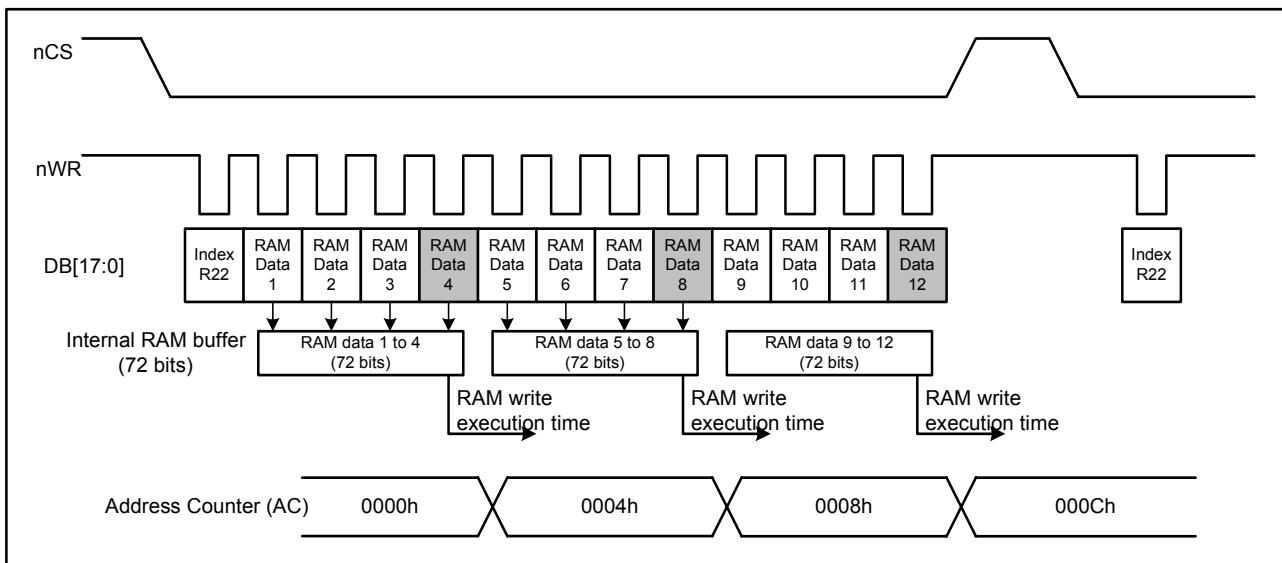 nCS
nWR
DB[17:0]
Index
R22
RAM
Data
1
RAM
Data
2
RAM
Data
3
RAM
Data
4
RAM
Data
5
RAM
Data
6
RAM
Data
7
RAM
Data
8
RAM
Data
9
RAM
Data
10
RAM
Data
11
RAM
Data
12
Index
R22
Internal RAM buffer
(72 bits)
RAM data 1 to 4
(72 bits)
RAM data 5 to 8
(72 bits)
RAM data 9 to 12
(72 bits)
RAM write
execution time
RAM write
execution time
RAM write
execution time
Address Counter (AC)
0000h
0004h
0008h
000Ch